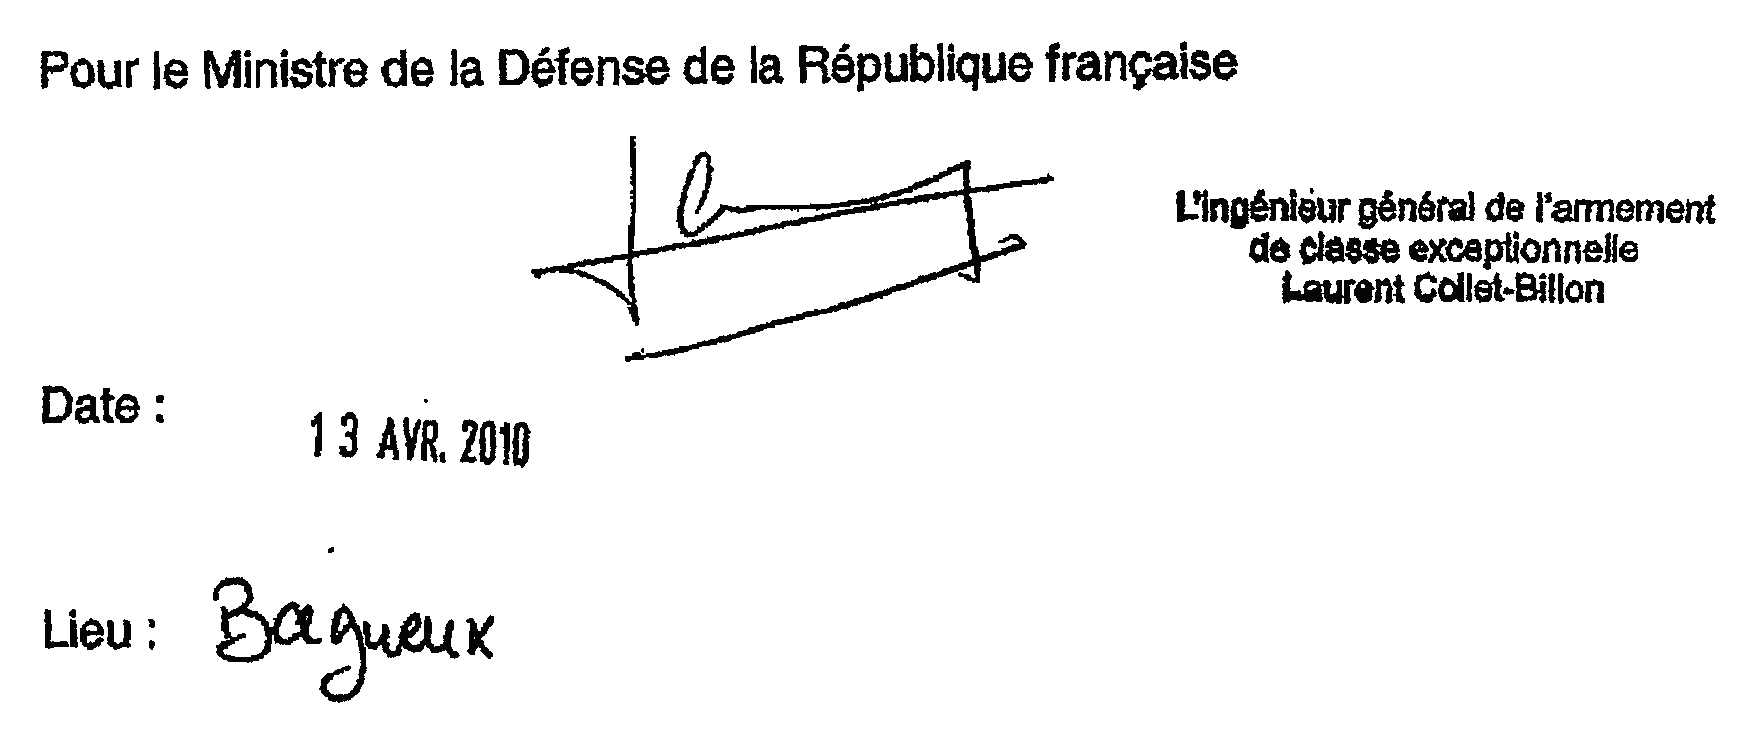 Pour le Ministre de la Défense de la République française
L'ingénieur général de l'armement
de classe exceptionnelle
Laurent Collet-Billon
Date :
13 AVR. 2010
Lieu : Bagneux